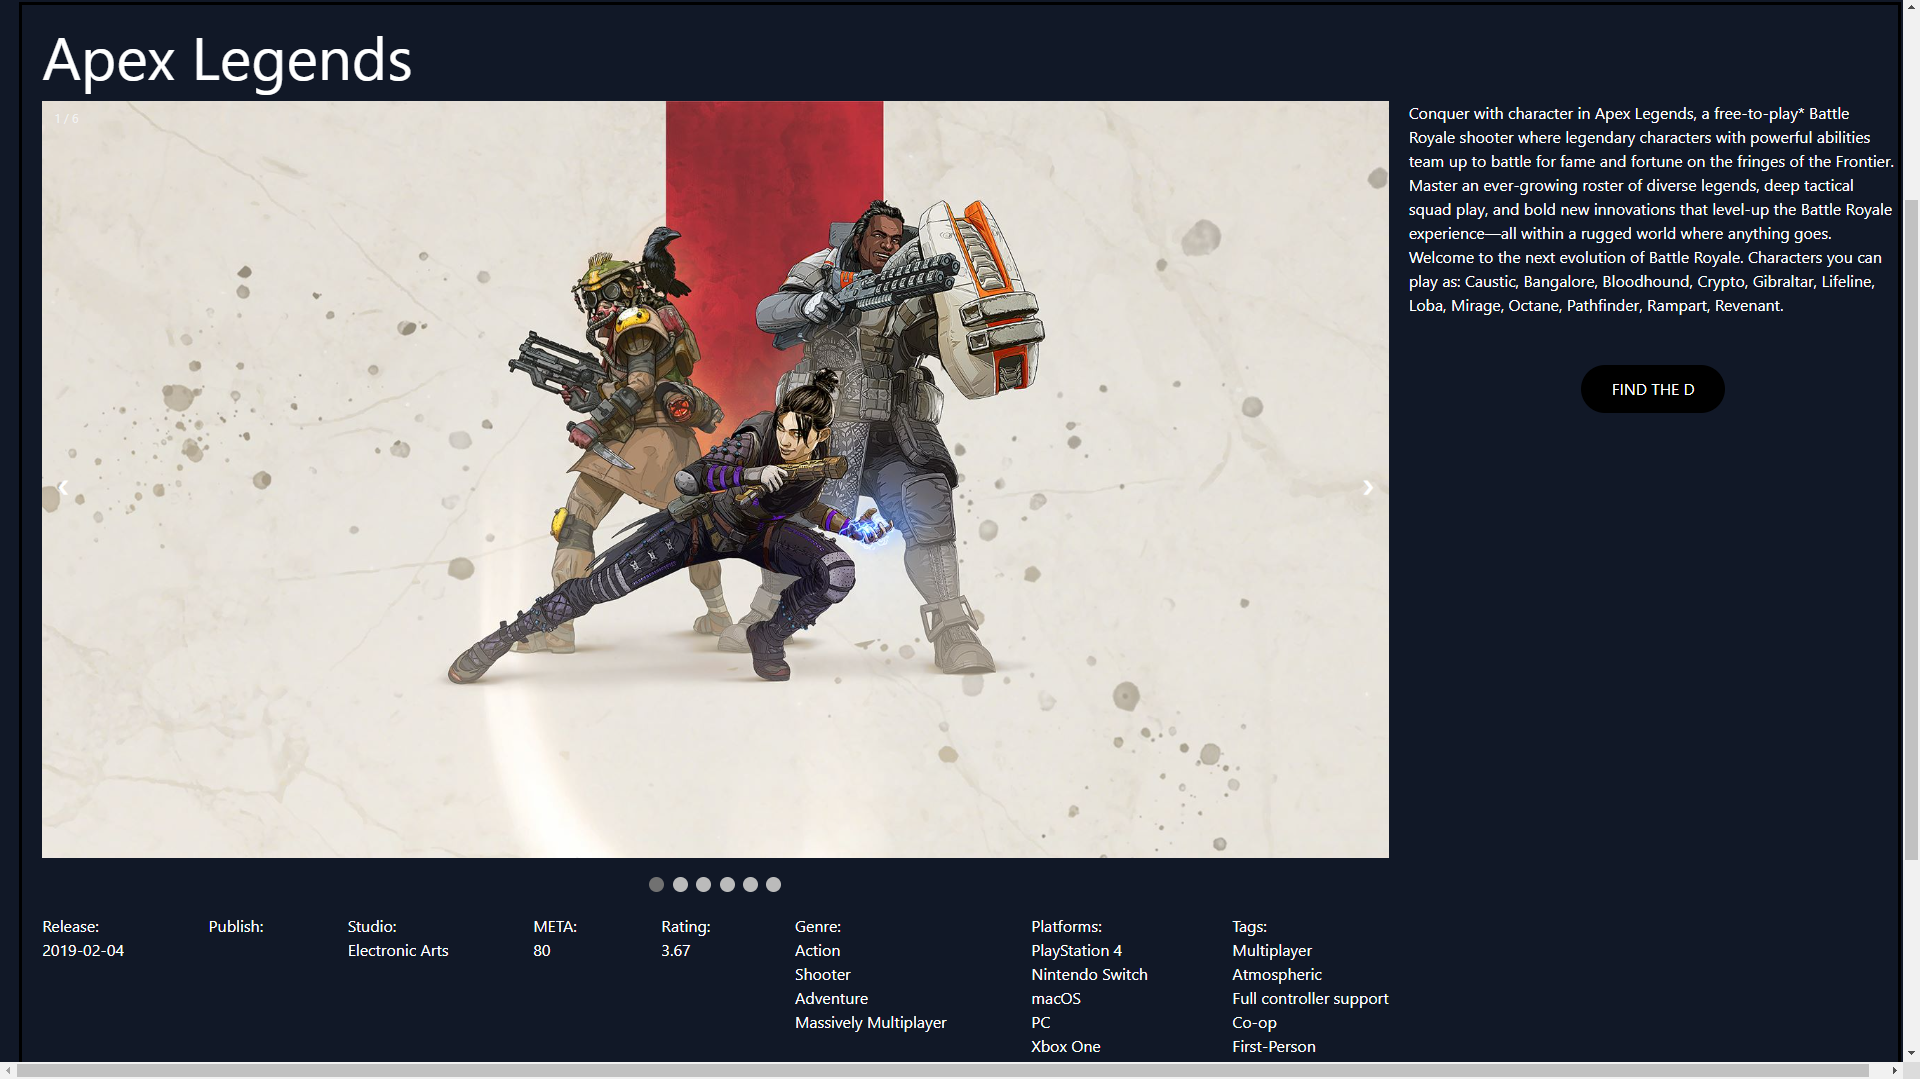 Apex Legends
1 / 6
Conquer with character in Apex Legends, a free-to-play* Battle
Royale shooter where legendary characters with powerful abilities
team up to battle for fame and fortune on the fringes of the Frontier.
Master an ever-growing roster of diverse legends, deep tactical
squad play, and bold new innovations that level-up the Battle Royale
experience—all within a rugged world where anything goes.
Welcome to the next evolution of Battle Royale. Characters you can
play as: Caustic, Bangalore, Bloodhound, Crypto, Gibraltar, Lifeline,
Loba, Mirage, Octane, Pathfinder, Rampart, Revenant.
FIND THE D
Release:
2019-02-04
Publish:
Studio:
Electronic Arts
META:
80
Rating:
3.67
Genre:
Action
Shooter
Adventure
Massively Multiplayer
Platforms:
PlayStation 4
Nintendo Switch
macOS
PC
Xbox One
Tags:
Multiplayer
Atmospheric
Full controller support
Co-op
First-Person